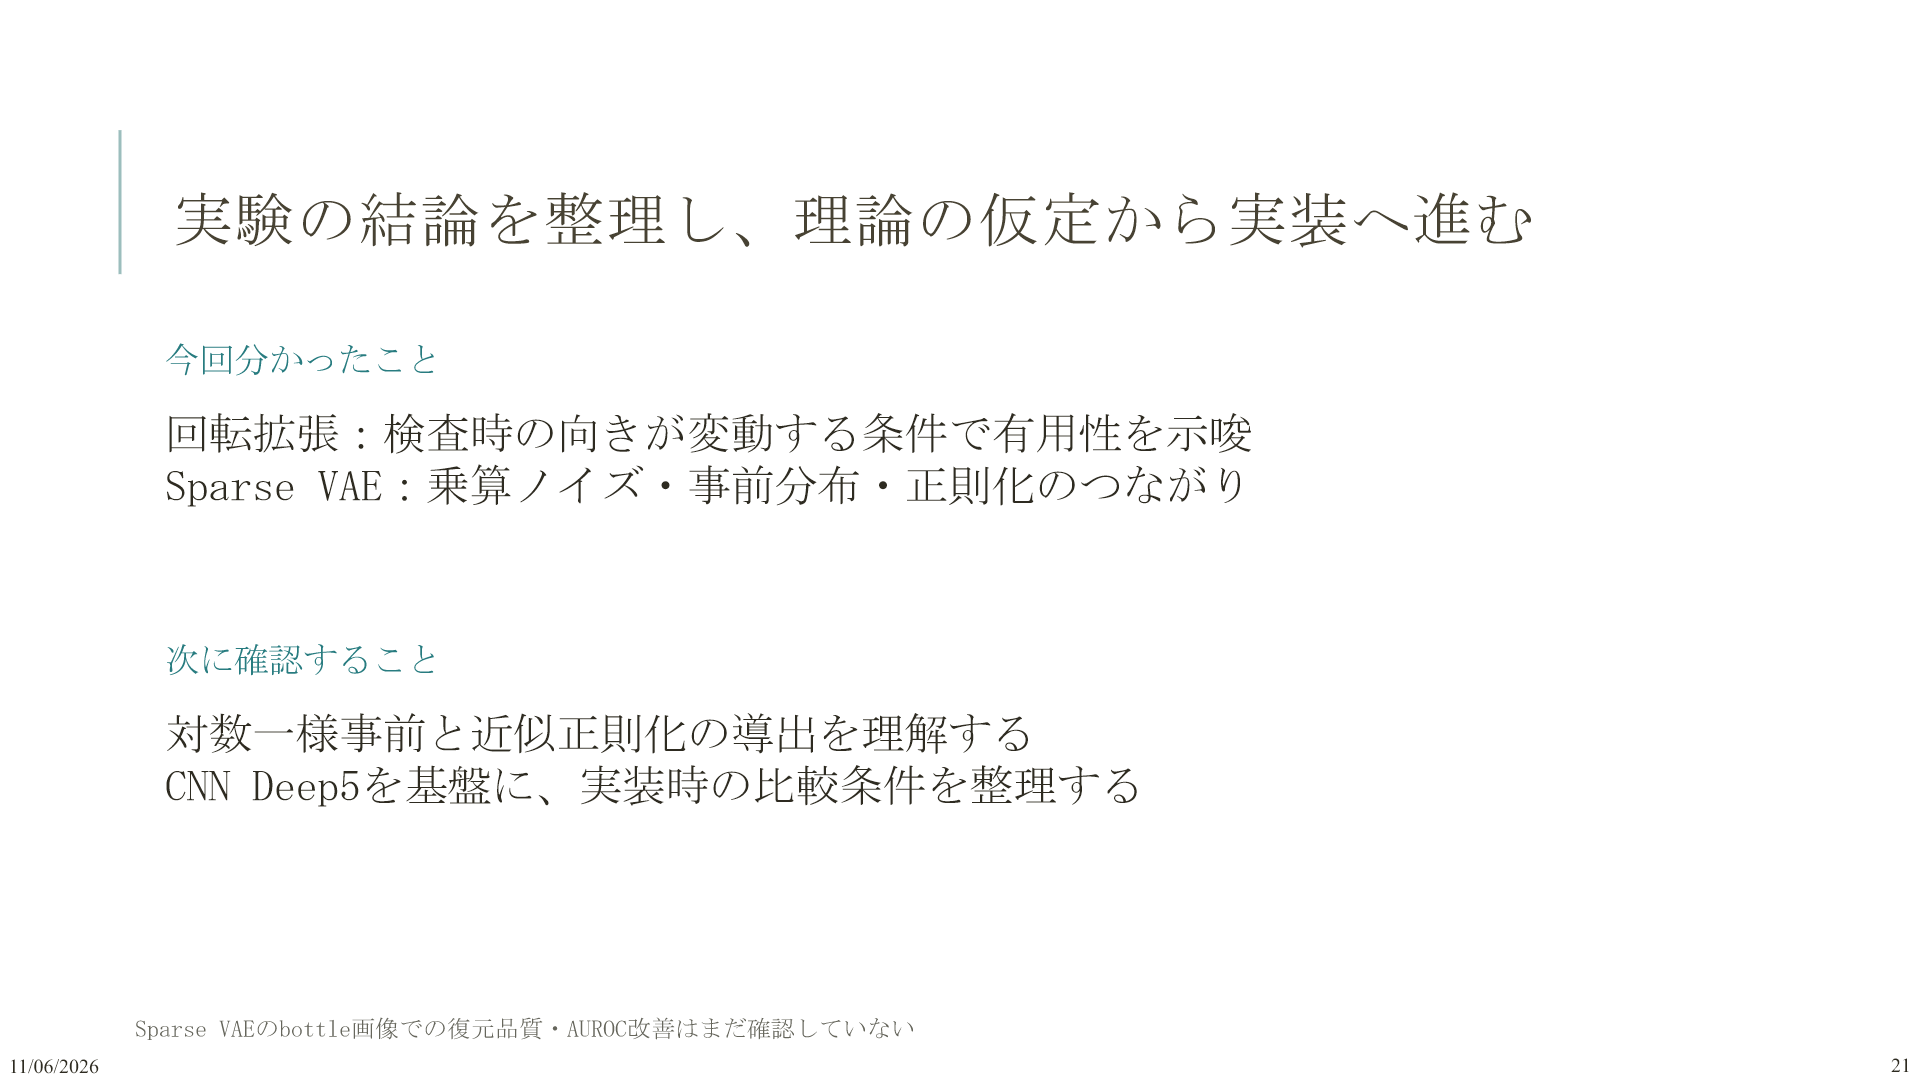 実験の結論を整理し、理論の仮定から実装へ進む
今回分かったこと
回転拡張：検査時の向きが変動する条件で有用性を示唆
Sparse VAE：乗算ノイズ・事前分布・正則化のつながり
次に確認すること
対数一様事前と近似正則化の導出を理解する
CNN Deep5を基盤に、実装時の比較条件を整理する
Sparse VAEのbottle画像での復元品質・AUROC改善はまだ確認していない
11/06/2026
21